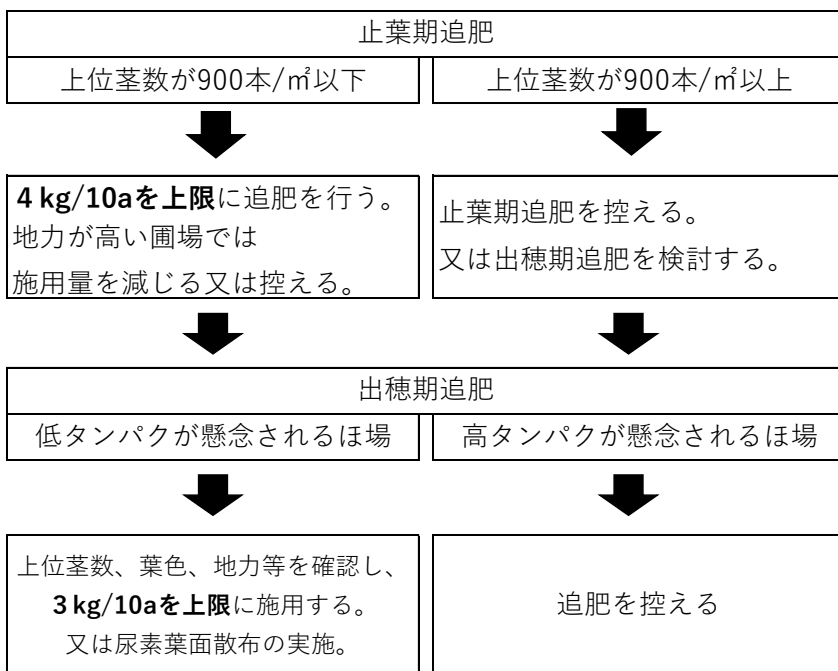 止葉期追肥
上位茎数が900本/㎡以下
上位茎数が900本/㎡以上
４kg/10aを上限に追肥を行う。
地力が高い圃場では
施用量を減じる又は控える。
止葉期追肥を控える。
又は出穂期追肥を検討する。
出穂期追肥
低タンパクが懸念されるほ場
高タンパクが懸念されるほ場
上位茎数、葉色、地力等を確認し、
３kg/10aを上限に施用する。
又は尿素葉面散布の実施。
追肥を控える